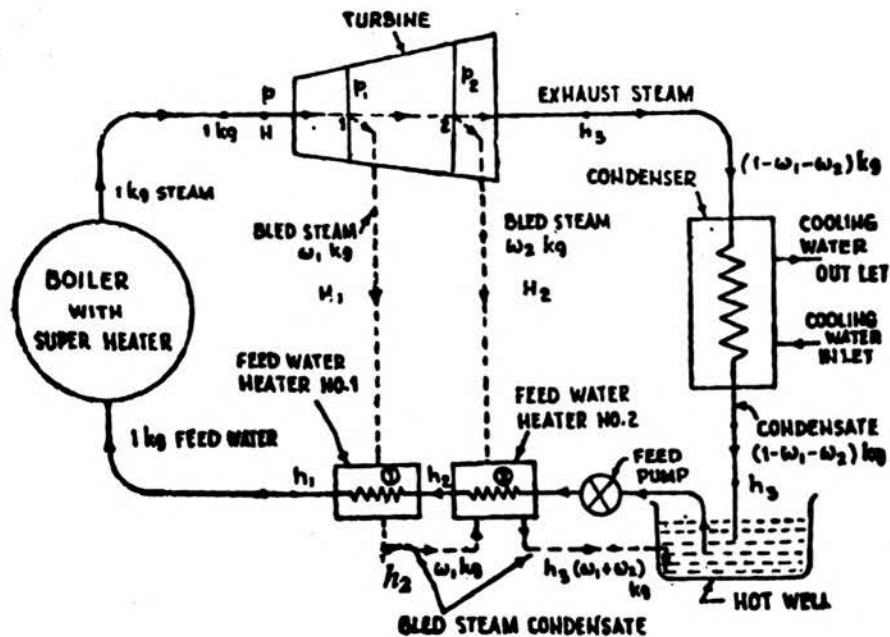 TURBINE
P
H
1 kg
P₁
1
P₂
2
EXHAUST STEAM
h₃
(1-ω₁-ω₂) kg
CONDENSER
COOLING
WATER
OUT LET
COOLING
WATER
INLET
1 kg STEAM
BLED STEAM
ω₁ kg
H₁
BLED STEAM
ω₂ kg
H₂
BOILER
WITH
SUPER HEATER
FEED WATER
HEATER NO.1
FEED WATER
HEATER NO.2
1 kg FEED WATER
h₁
1
h₂
FEED
PUMP
CONDENSATE
(1-ω₁-ω₂) kg
h₃
h₂
ω₁ kg
h₃ (ω₁+ω₂)
kg
BLED STEAM CONDENSATE
HOT WELL